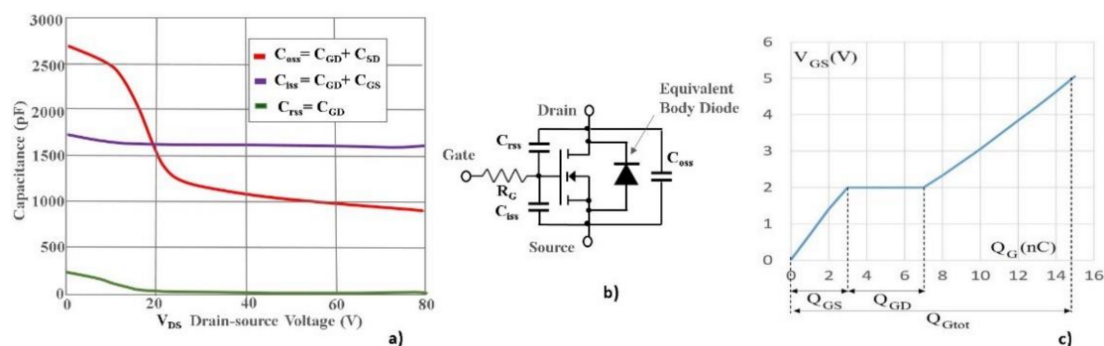 3000
2500
2000
1500
1000
500
0
Capacitance (pF)
Coss= CGD+ CSD
Ciss= CGD+ CGS
Crss= CGD
0 20 40 60 80
VDS Drain-source Voltage (V)
a)
Drain
Equivalent
Body Diode
Crss
Gate
Coss
RG
Ciss
Source
b)
6
5
4
3
2
1
0
VGS(V)
QG(nC)
0 2 4 6 8 10 12 14 16
QGS
QGD
QGtot
c)